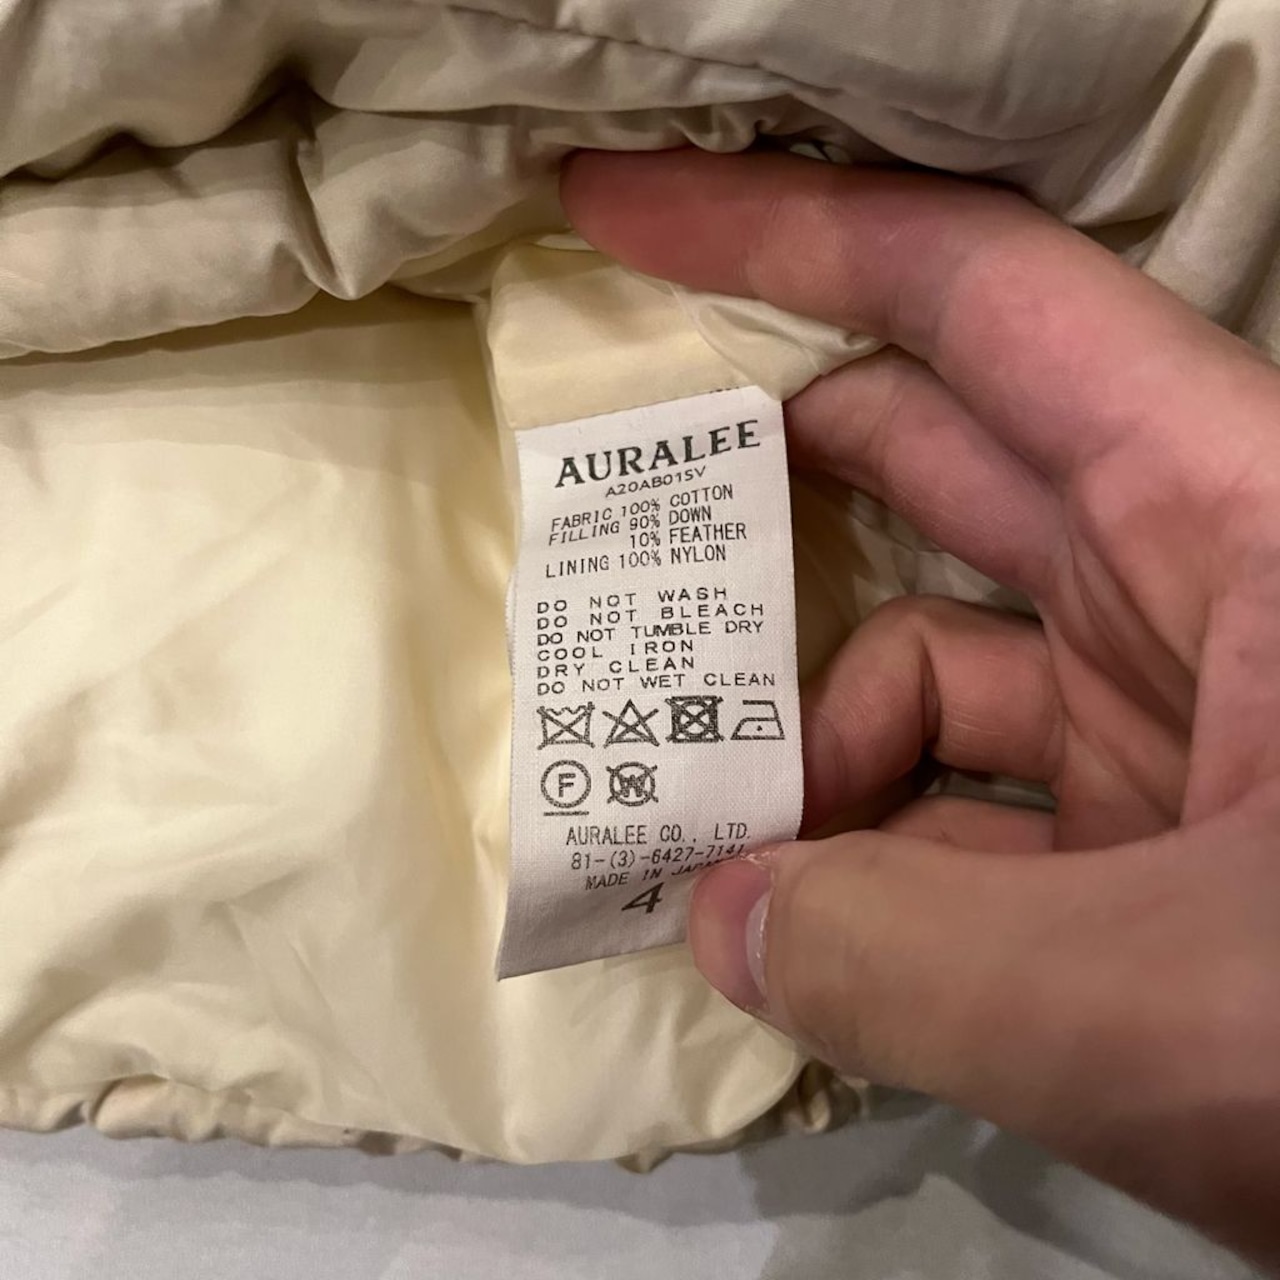 AURALEE
A20AB01SV
FABRIC 100% COTTON
FILLING 90% DOWN
10% FEATHER
LINING 100% NYLON
DO NOT WASH
DO NOT BLEACH
DO NOT TUMBLE DRY
COOL IRON
DRY CLEAN
DO NOT WET CLEAN
F W
AURALEE CO., LTD.
81-(3)-6427-7141
MADE IN
4